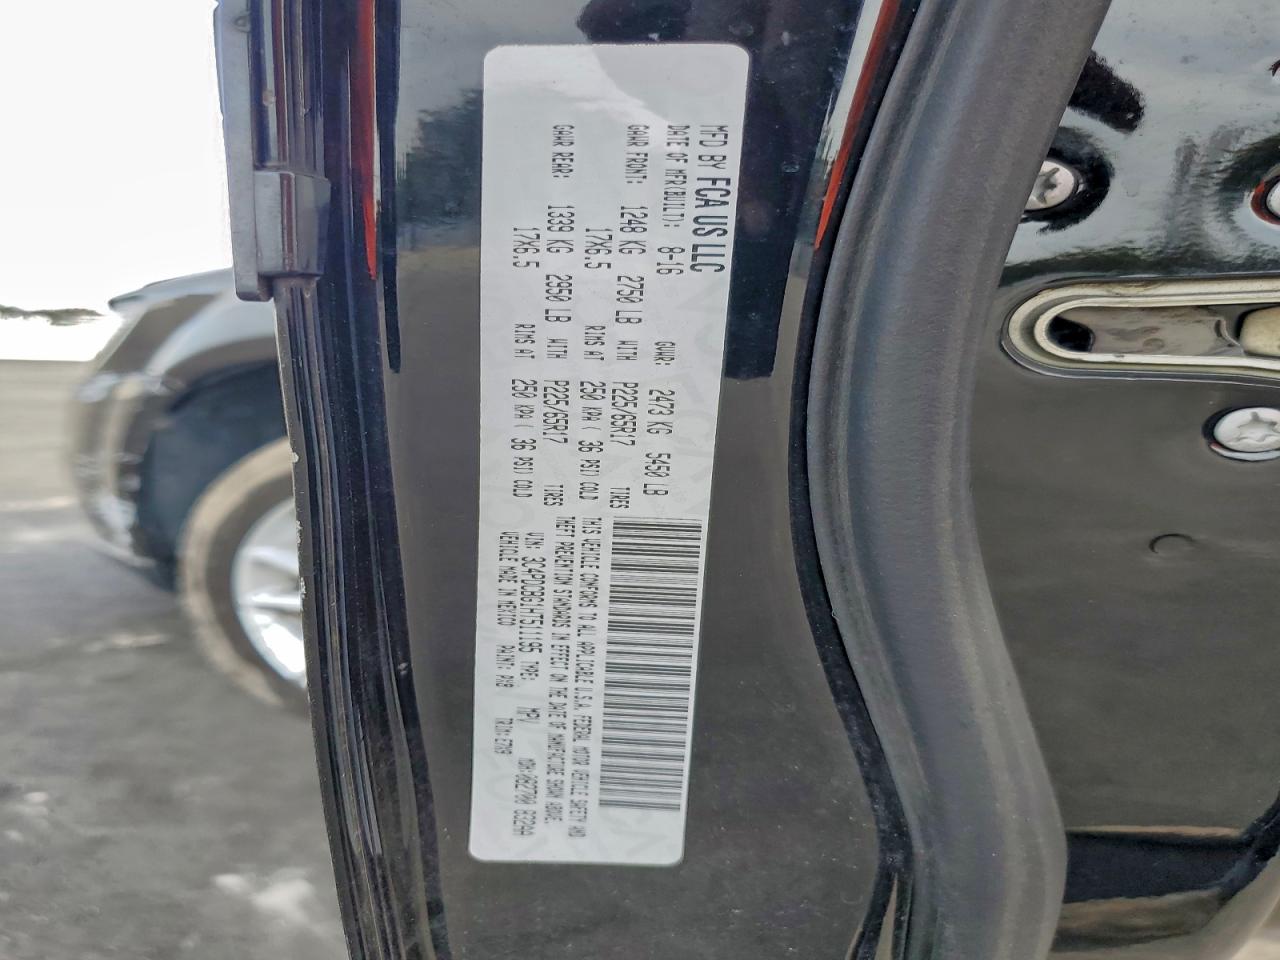 MFD BY FCA US LLC
DATE OF MFR(BUILT): 8-16 GAWR: 2473 KG 5450 LB
GAWR FRONT: 1248 KG 2750 LB WITH P225/65R17 TIRES
17X6.5 RIMS AT 250 KPA( 36 PSI) COLD
GAWR REAR: 1339 KG 2950 LB WITH P225/65R17 TIRES
17X6.5 RIMS AT 250 KPA( 36 PSI) COLD
THIS VEHICLE CONFORMS TO ALL APPLICABLE U.S.A. FEDERAL MOTOR VEHICLE SAFETY AND
THEFT PREVENTION STANDARDS IN EFFECT ON THE DATE OF MANUFACTURE SHOWN ABOVE.
VIN: 3C4PDCBG1HT511195 TYPE: MPV MDH:
VEHICLE MADE IN MEXICO PAINT: TRIM: